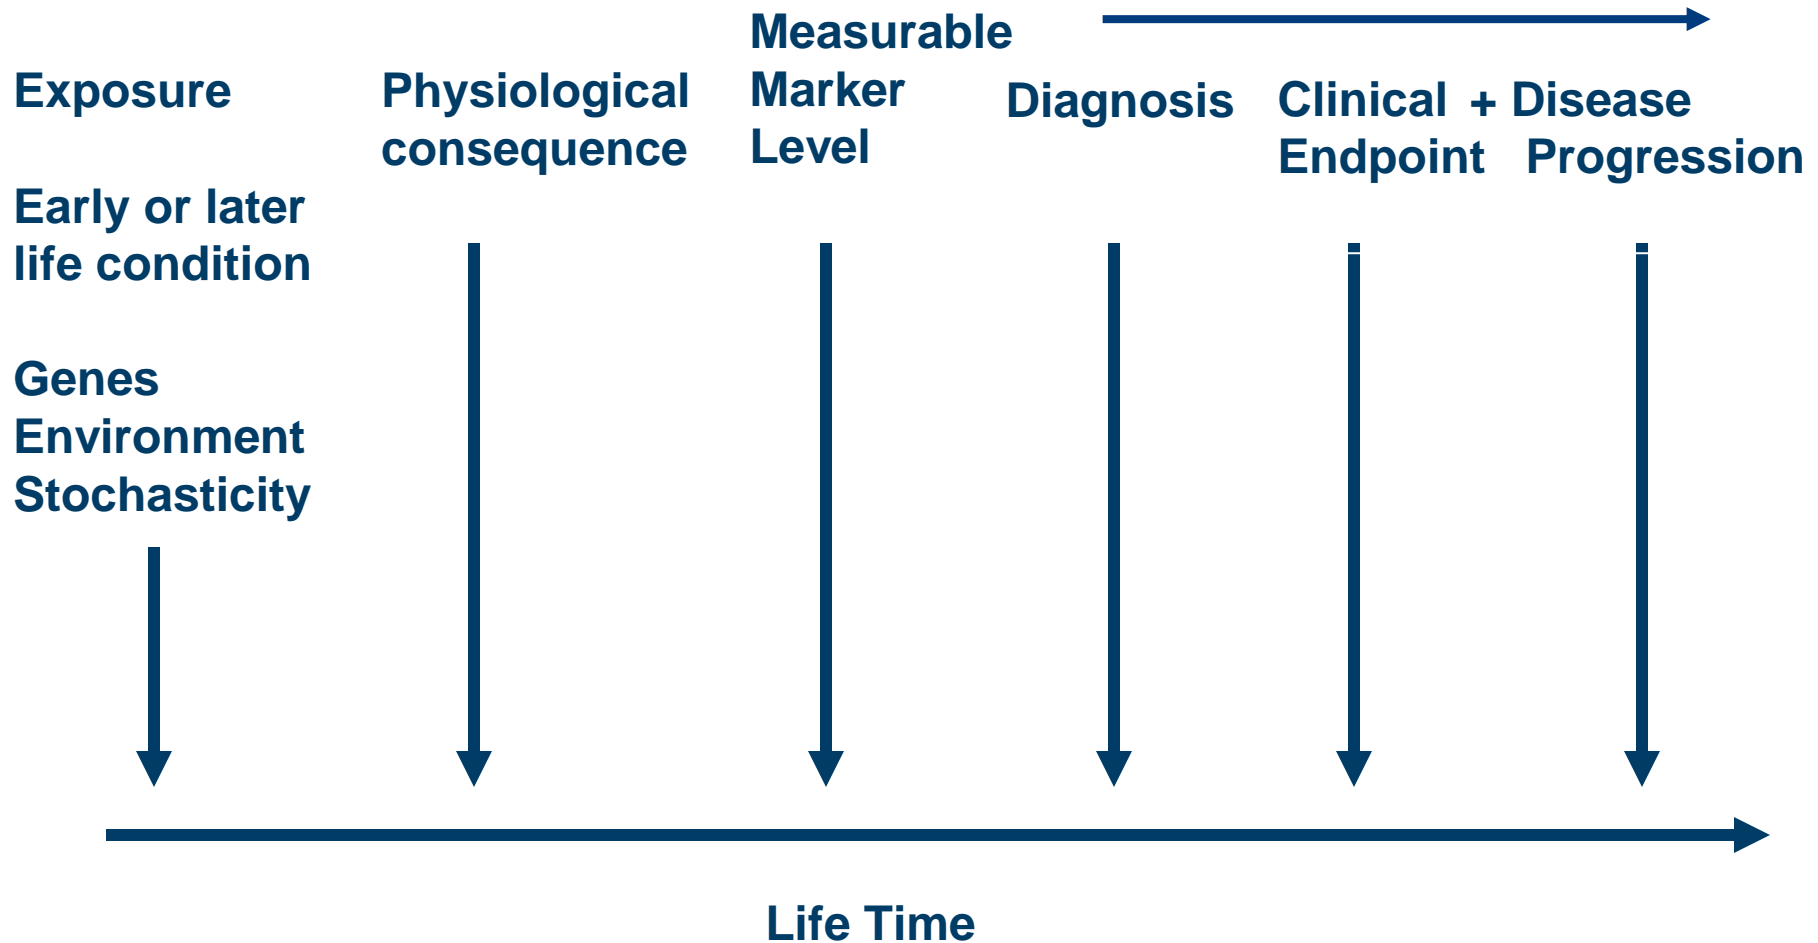 Exposure
Early or later
life condition
Genes
Environment
Stochasticity
Physiological
consequence
Measurable
Marker
Level
Diagnosis
Clinical + Disease
Endpoint Progression
Life Time